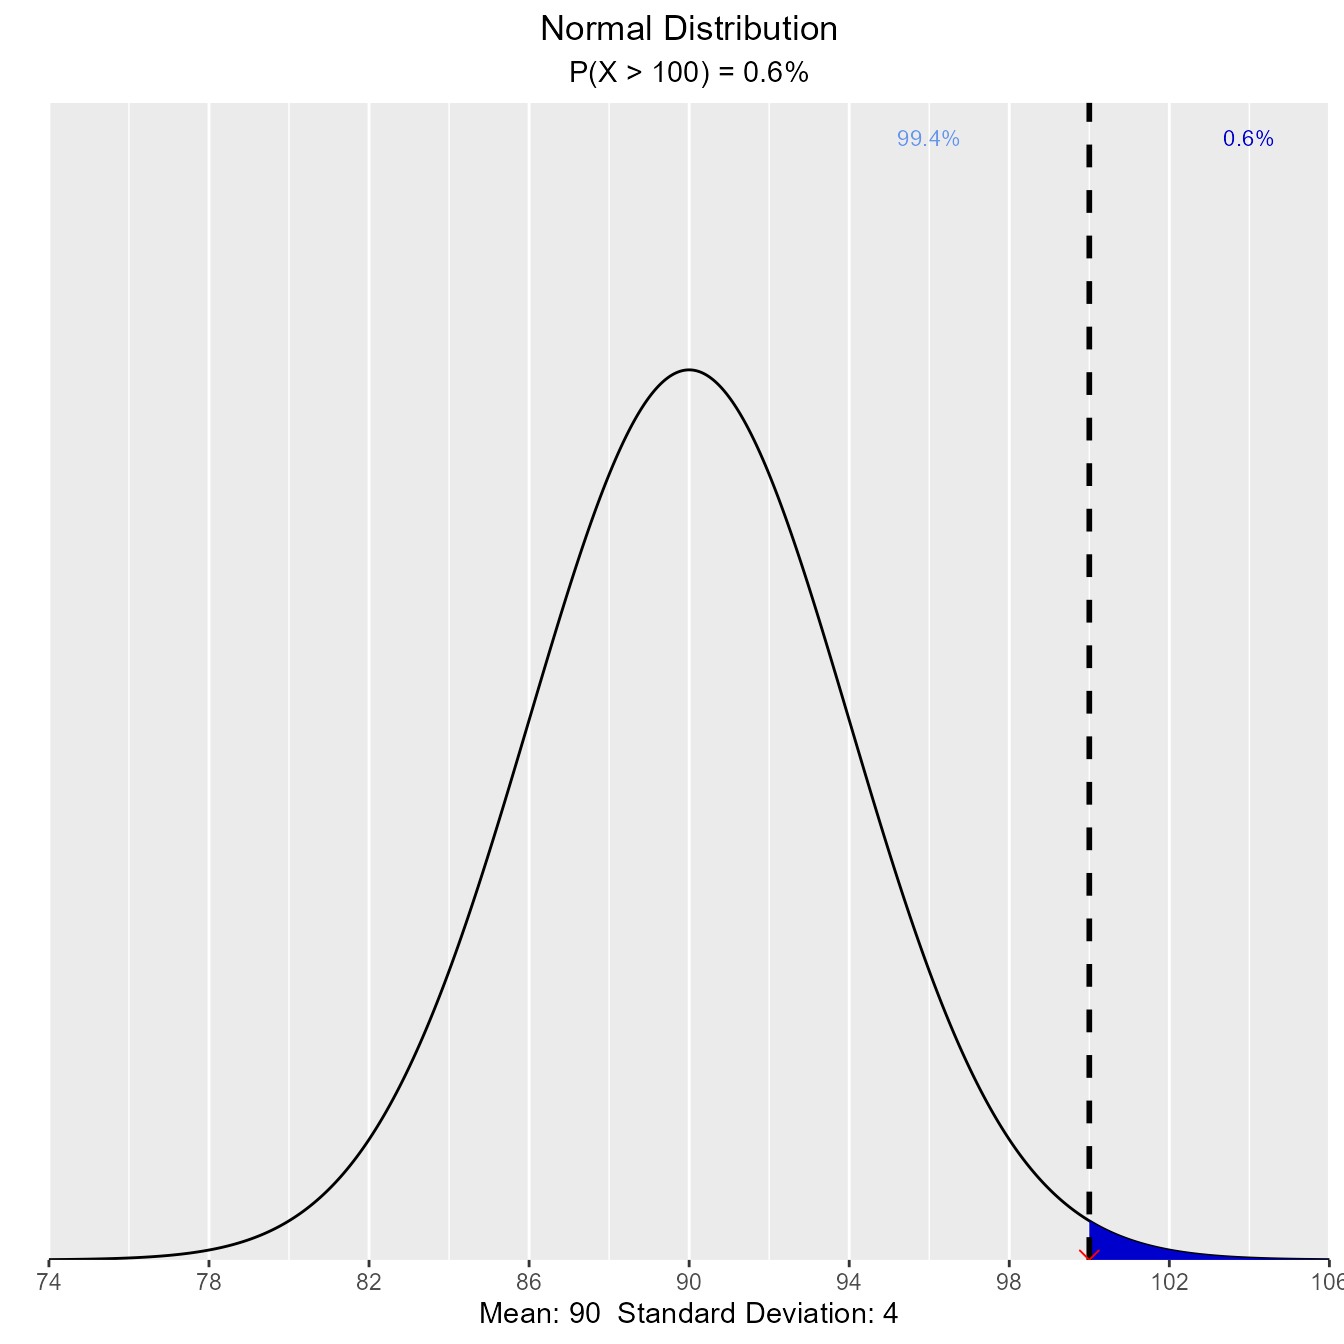 Normal Distribution
P(X > 100) = 0.6%
99.4% 0.6%
74 78 82 86 90 94 98 102 106
Mean: 90  Standard Deviation: 4